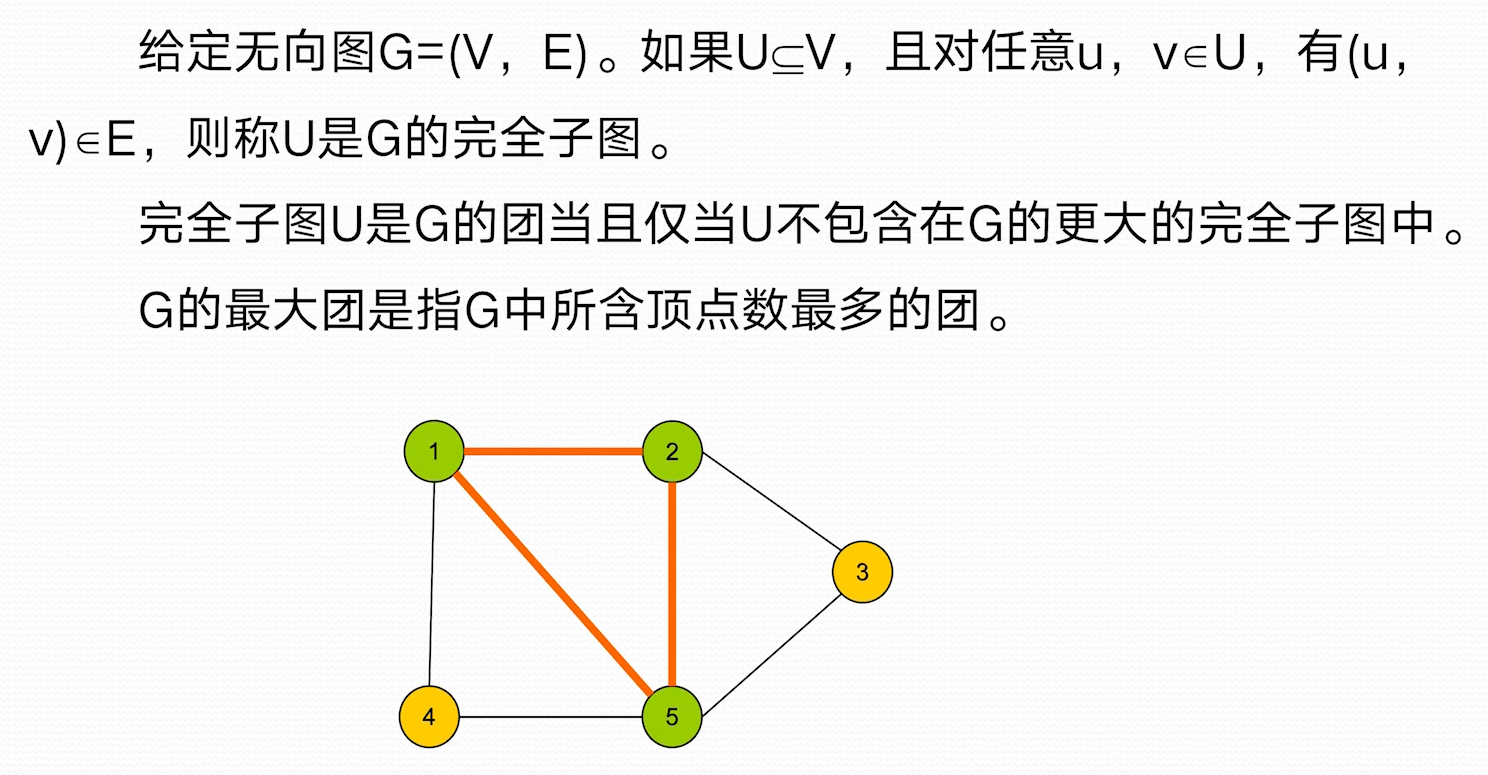 给定无向图G=(V，E)。如果U⊆V，且对任意u，v∈U，有(u，
v)∈E，则称U是G的完全子图。
完全子图U是G的团当且仅当U不包含在G的更大的完全子图中。
G的最大团是指G中所含顶点数最多的团。
1
2
3
4
5